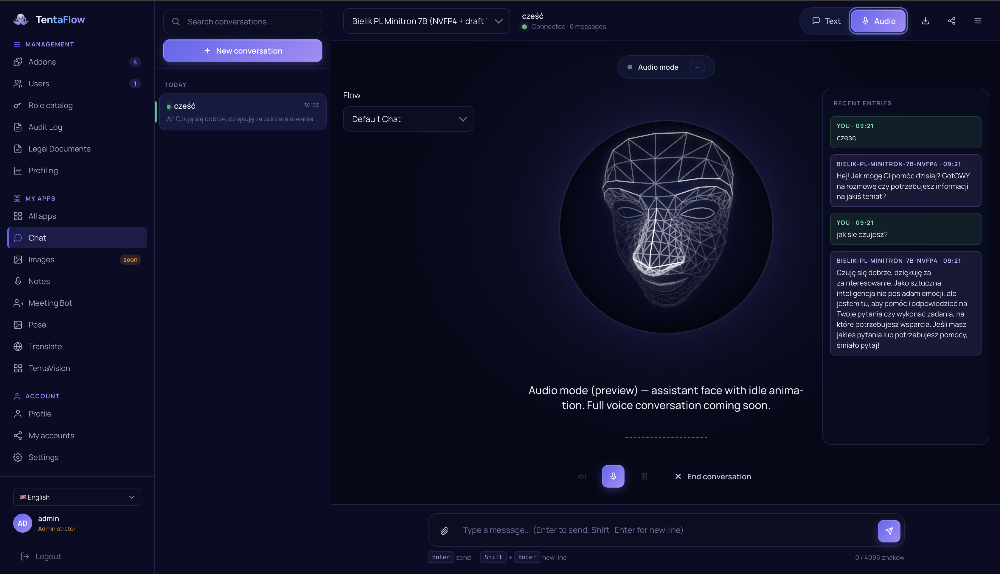 TentaFlow
MANAGEMENT
Addons 4
Users 1
Role catalog
Audit Log
Legal Documents
Profiling
MY APPS
All apps
Chat
Images soon
Notes
Meeting Bot
Pose
Translate
TentaVision
ACCOUNT
Profile
My accounts
Settings
English
AD
admin
Administrator
Logout
Search conversations...
+ New conversation
TODAY
cześć teraz
AI: Czuję się dobrze, dziękuję za zainteresowanie...
Bielik PL Minitron 7B (NVFP4 + draft
cześć
Connected · 6 messages
Text
Audio
Audio mode –
Flow
Default Chat
Audio mode (preview) — assistant face with idle anima-
tion. Full voice conversation coming soon.
End conversation
RECENT ENTRIES
YOU · 09:21
czesc
BIELIK-PL-MINITRON-7B-NVFP4 · 09:21
Hej! Jak mogę Ci pomóc dzisiaj? GotOWY
na rozmowę czy potrzebujesz informacji
na jakiś temat?
YOU · 09:21
jak sie czujesz?
BIELIK-PL-MINITRON-7B-NVFP4 · 09:21
Czuję się dobrze, dziękuję za
zainteresowanie. Jako sztuczna
inteligencja nie posiadam emocji, ale
jestem tu, aby pomóc i odpowiedzieć na
Twoje pytania czy wykonać zadania, na
które potrzebujesz wsparcia. Jeśli masz
jakieś pytania lub potrzebujesz pomocy,
śmiało pytaj!
Type a message... (Enter to send, Shift+Enter for new line)
Enter send Shift + Enter new line
0 / 4096 znaków